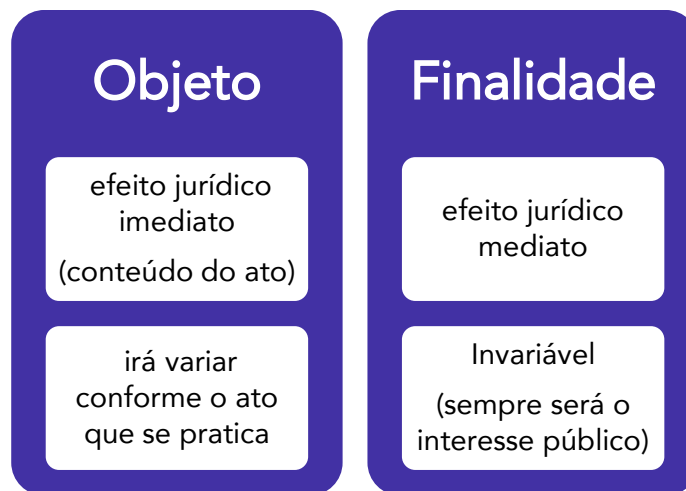 Objeto
efeito jurídico
imediato
(conteúdo do ato)
irá variar
conforme o ato
que se pratica
Finalidade
efeito jurídico
mediato
Invariável
(sempre será o
interesse público)